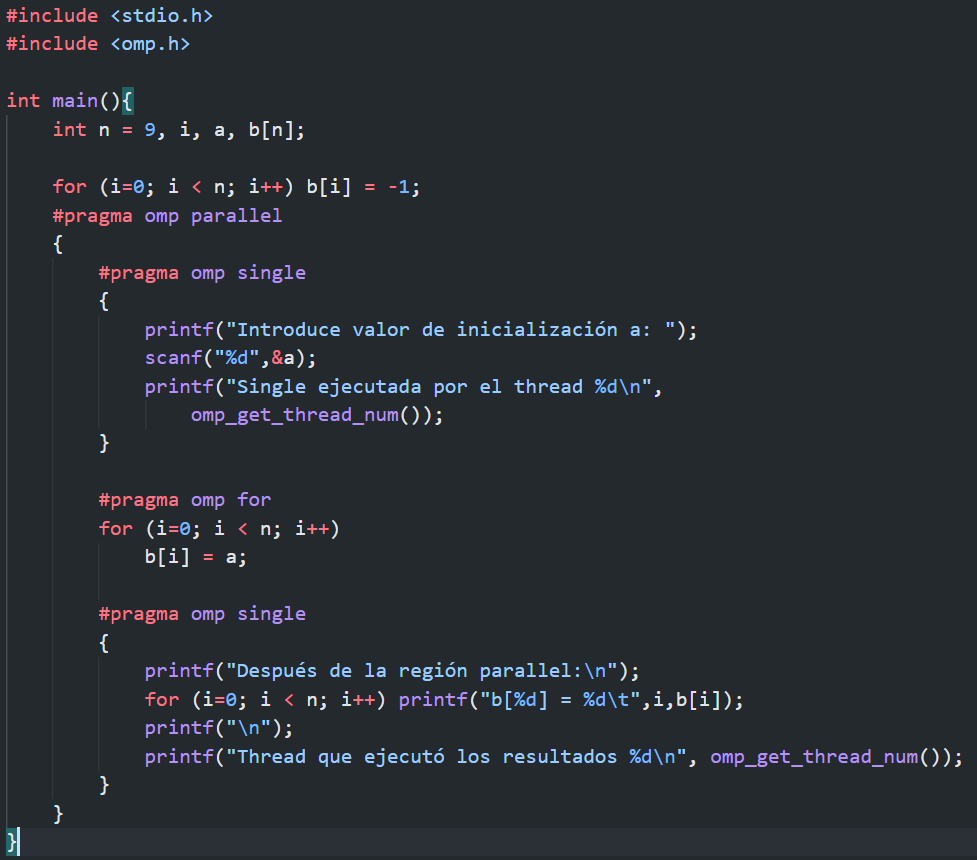 #include <stdio.h>
#include <omp.h>

int main(){
    int n = 9, i, a, b[n];

    for (i=0; i < n; i++) b[i] = -1;
    #pragma omp parallel
    {
        #pragma omp single
        {
            printf("Introduce valor de inicialización a: ");
            scanf("%d",&a);
            printf("Single ejecutada por el thread %d\n",
                omp_get_thread_num());
        }

        #pragma omp for
        for (i=0; i < n; i++)
            b[i] = a;

        #pragma omp single
        {
            printf("Después de la región parallel:\n");
            for (i=0; i < n; i++) printf("b[%d] = %d\t",i,b[i]);
            printf("\n");
            printf("Thread que ejecutó los resultados %d\n", omp_get_thread_num());
        }
    }
}